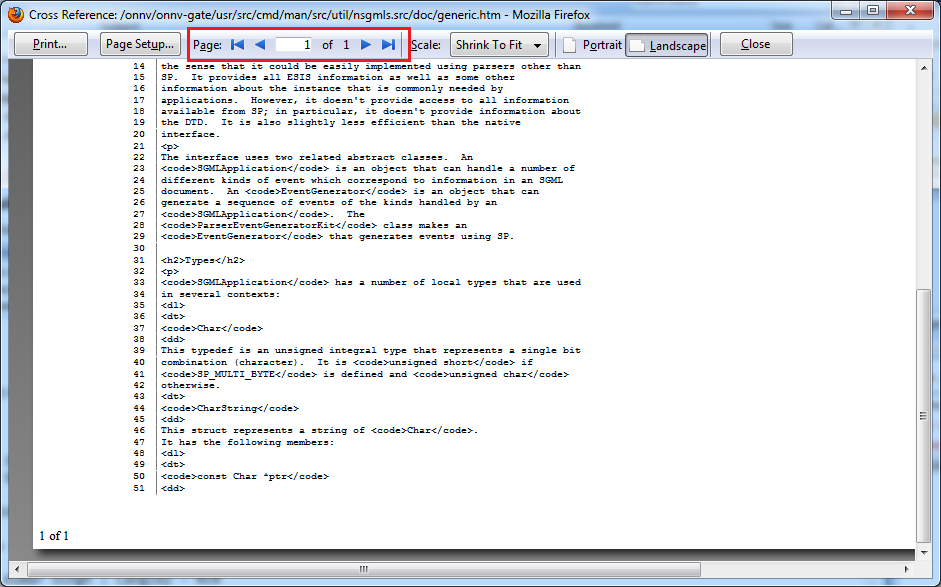 Cross Reference: /onnv/onnv-gate/usr/src/cmd/man/src/util/nsgmls.src/doc/generic.htm - Mozilla Firefox
Print... Page Setup... Page: 1 of 1 Scale: Shrink To Fit Portrait Landscape Close
14 the sense that it could be easily implemented using parsers other than
15 SP. It provides all ESIS information as well as some other
16 information about the instance that is commonly needed by
17 applications. However, it doesn't provide access to all information
18 available from SP; in particular, it doesn't provide information about
19 the DTD. It is also slightly less efficient than the native
20 interface.
21 <p>
22 The interface uses two related abstract classes. An
23 <code>SGMLApplication</code> is an object that can handle a number of
24 different kinds of event which correspond to information in an SGML
25 document. An <code>EventGenerator</code> is an object that can
26 generate a sequence of events of the kinds handled by an
27 <code>SGMLApplication</code>. The
28 <code>ParserEventGeneratorKit</code> class makes an
29 <code>EventGenerator</code> that generates events using SP.
30
31 <h2>Types</h2>
32 <p>
33 <code>SGMLApplication</code> has a number of local types that are used
34 in several contexts:
35 <dl>
36 <dt>
37 <code>Char</code>
38 <dd>
39 This typedef is an unsigned integral type that represents a single bit
40 combination (character). It is <code>unsigned short</code> if
41 <code>SP_MULTI_BYTE</code> is defined and <code>unsigned char</code>
42 otherwise.
43 <dt>
44 <code>CharString</code>
45 <dd>
46 This struct represents a string of <code>Char</code>.
47 It has the following members:
48 <dl>
49 <dt>
50 <code>const Char *ptr</code>
51 <dd>
1 of 1